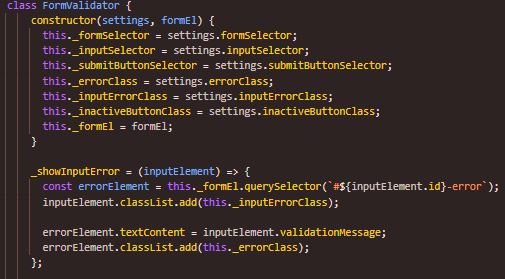 class FormValidator {
constructor(settings, formEl) {
this._formSelector = settings.formSelector;
this._inputSelector = settings.inputSelector;
this._submitButtonSelector = settings.submitButtonSelector;
this._errorClass = settings.errorClass;
this._inputErrorClass = settings.inputErrorClass;
this._inactiveButtonClass = settings.inactiveButtonClass;
this._formEl = formEl;
}
_showInputError = (inputElement) => {
const errorElement = this._formEl.querySelector(`#${inputElement.id}-error`);
inputElement.classList.add(this._inputErrorClass);
errorElement.textContent = inputElement.validationMessage;
errorElement.classList.add(this._errorClass);
};